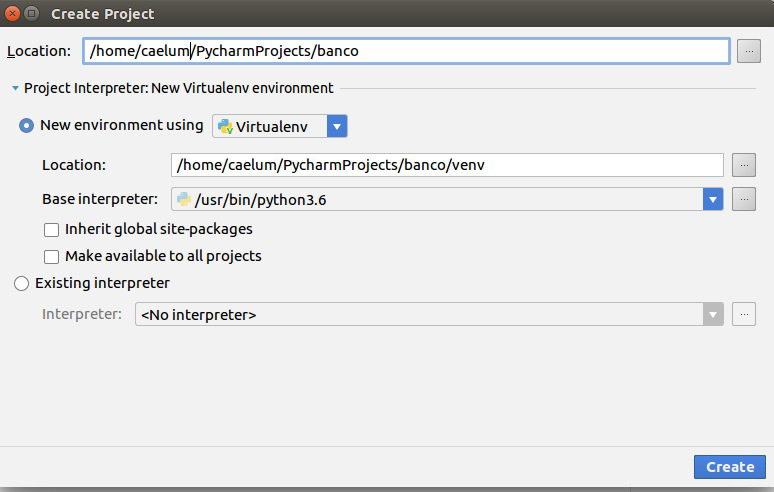 Create Project
Location: /home/caelum/PycharmProjects/banco ...
Project Interpreter: New Virtualenv environment
New environment using Virtualenv
Location: /home/caelum/PycharmProjects/banco/venv ...
Base interpreter: /usr/bin/python3.6 ...
Inherit global site-packages
Make available to all projects
Existing interpreter
Interpreter: <No interpreter> ...
Create